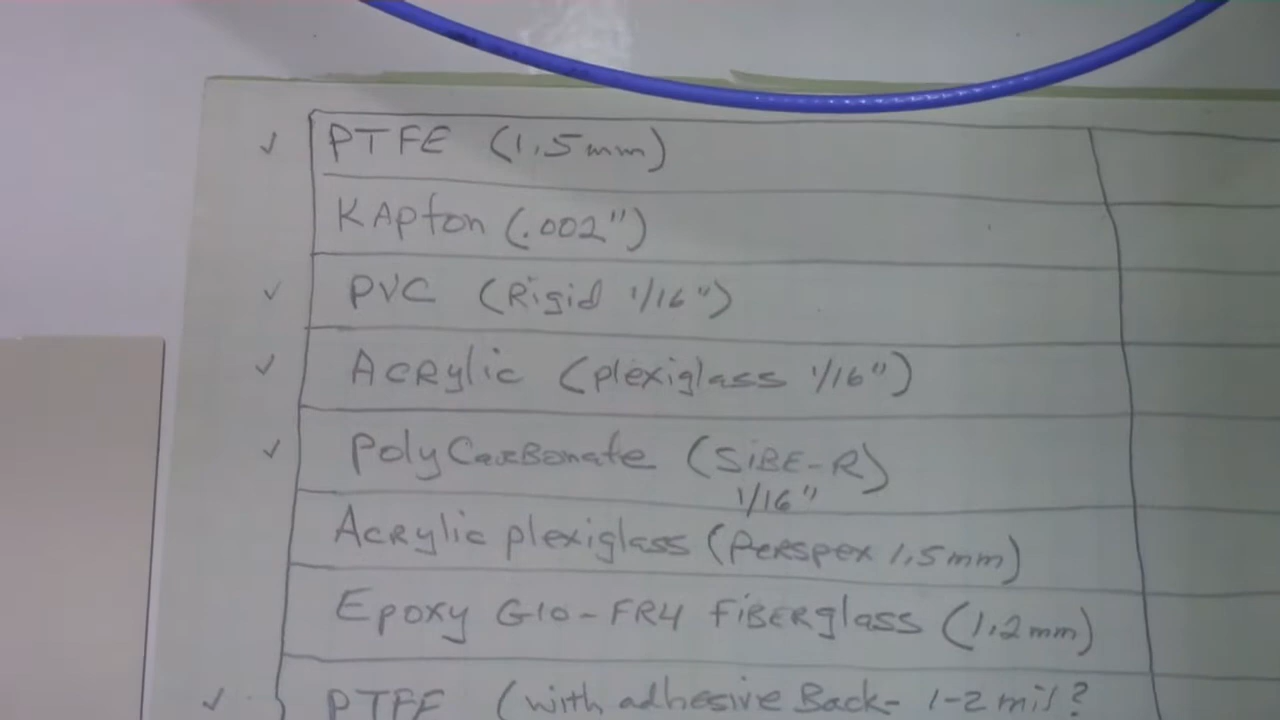 ✓ PTFE (1.5mm)
KApton (.002")
✓ PVC (Rigid 1/16")
✓ Acrylic (plexiglass 1/16")
✓ PolyCarbonate (SiBE-R)
1/16"
Acrylic plexiglass (Perspex 1.5mm)
Epoxy G10-FR4 FiBERglass (1.2mm)
✓ PTFE (with adhesive Back- 1-2 mil?